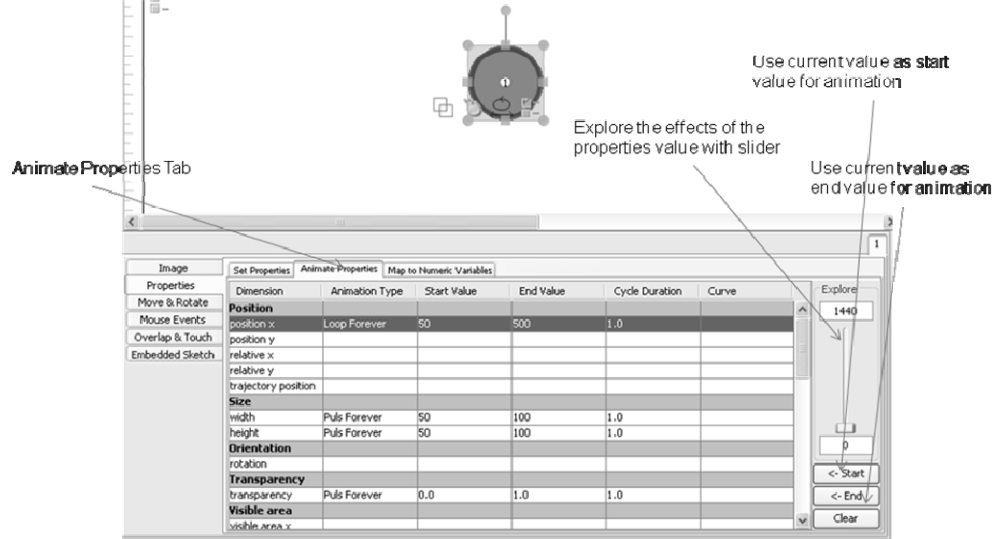 1
Use current value as start
value for animation
Explore the effects of the
properties value with slider
Animate Properties Tab
Use current value as
end value for animation
1
Image
Properties
Move & Rotate
Mouse Events
Overlap & Touch
Embedded Sketch
Set Properties Animate Properties Map to Numeric Variables
Dimension Animation Type Start Value End Value Cycle Duration Curve
Position
position x Loop Forever 50 500 1.0
position y
relative x
relative y
trajectory position
Size
width Puls Forever 50 100 1.0
height Puls Forever 50 100 1.0
Orientation
rotation
Transparency
transparency Puls Forever 0.0 1.0 1.0
Visible area
visible area x
Explore
1440
0
<- Start
<- End
Clear